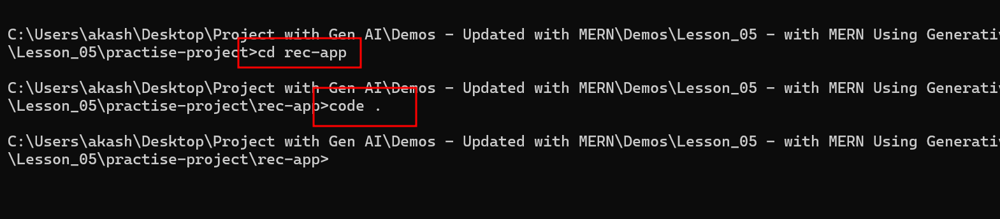 C:\Users\akash\Desktop\Project with Gen AI\Demos - Updated with MERN\Demos\Lesson_05 - with MERN Using Generati
\Lesson_05\practise-project>cd rec-app
C:\Users\akash\Desktop\Project with Gen AI\Demos - Updated with MERN\Demos\Lesson_05 - with MERN Using Generati
\Lesson_05\practise-project\rec-app>code .
C:\Users\akash\Desktop\Project with Gen AI\Demos - Updated with MERN\Demos\Lesson_05 - with MERN Using Generati
\Lesson_05\practise-project\rec-app>